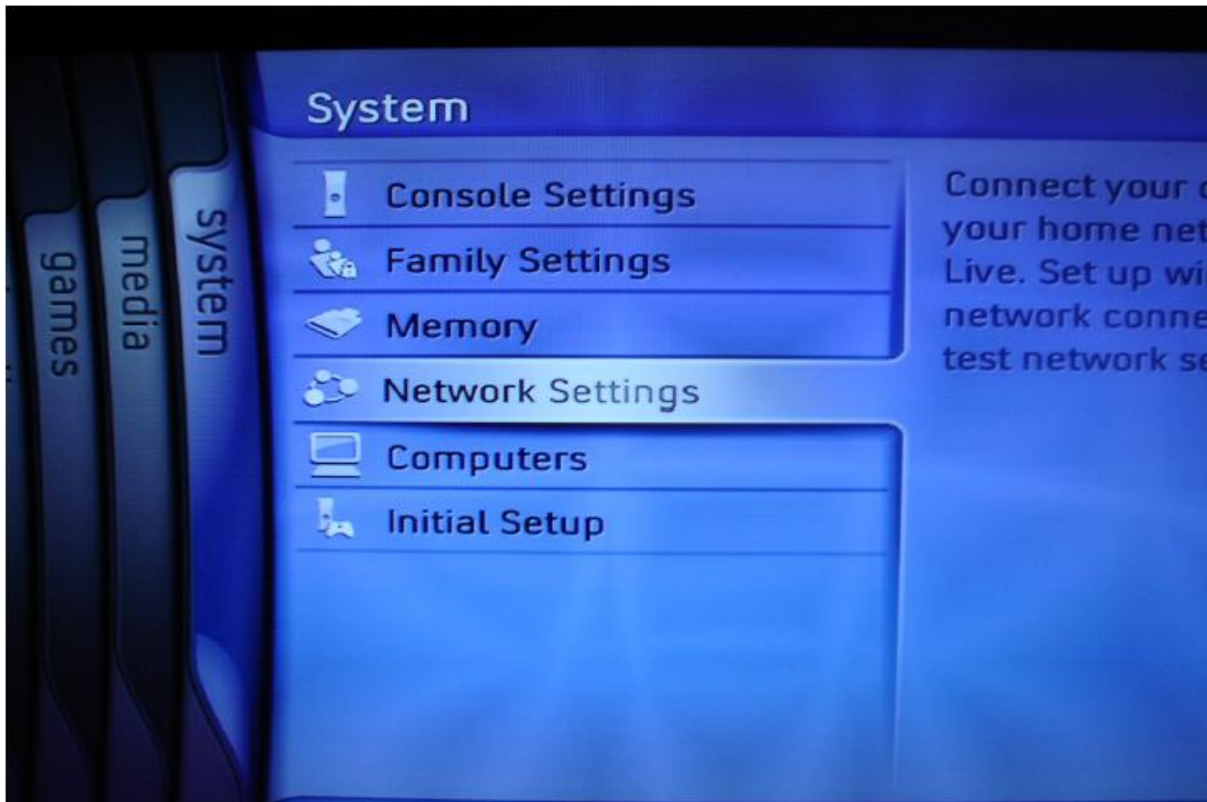 System
Console Settings
Family Settings
Memory
Network Settings
Computers
Initial Setup
Connect your
your home net
Live. Set up wi
network conne
test network se
system
media
games